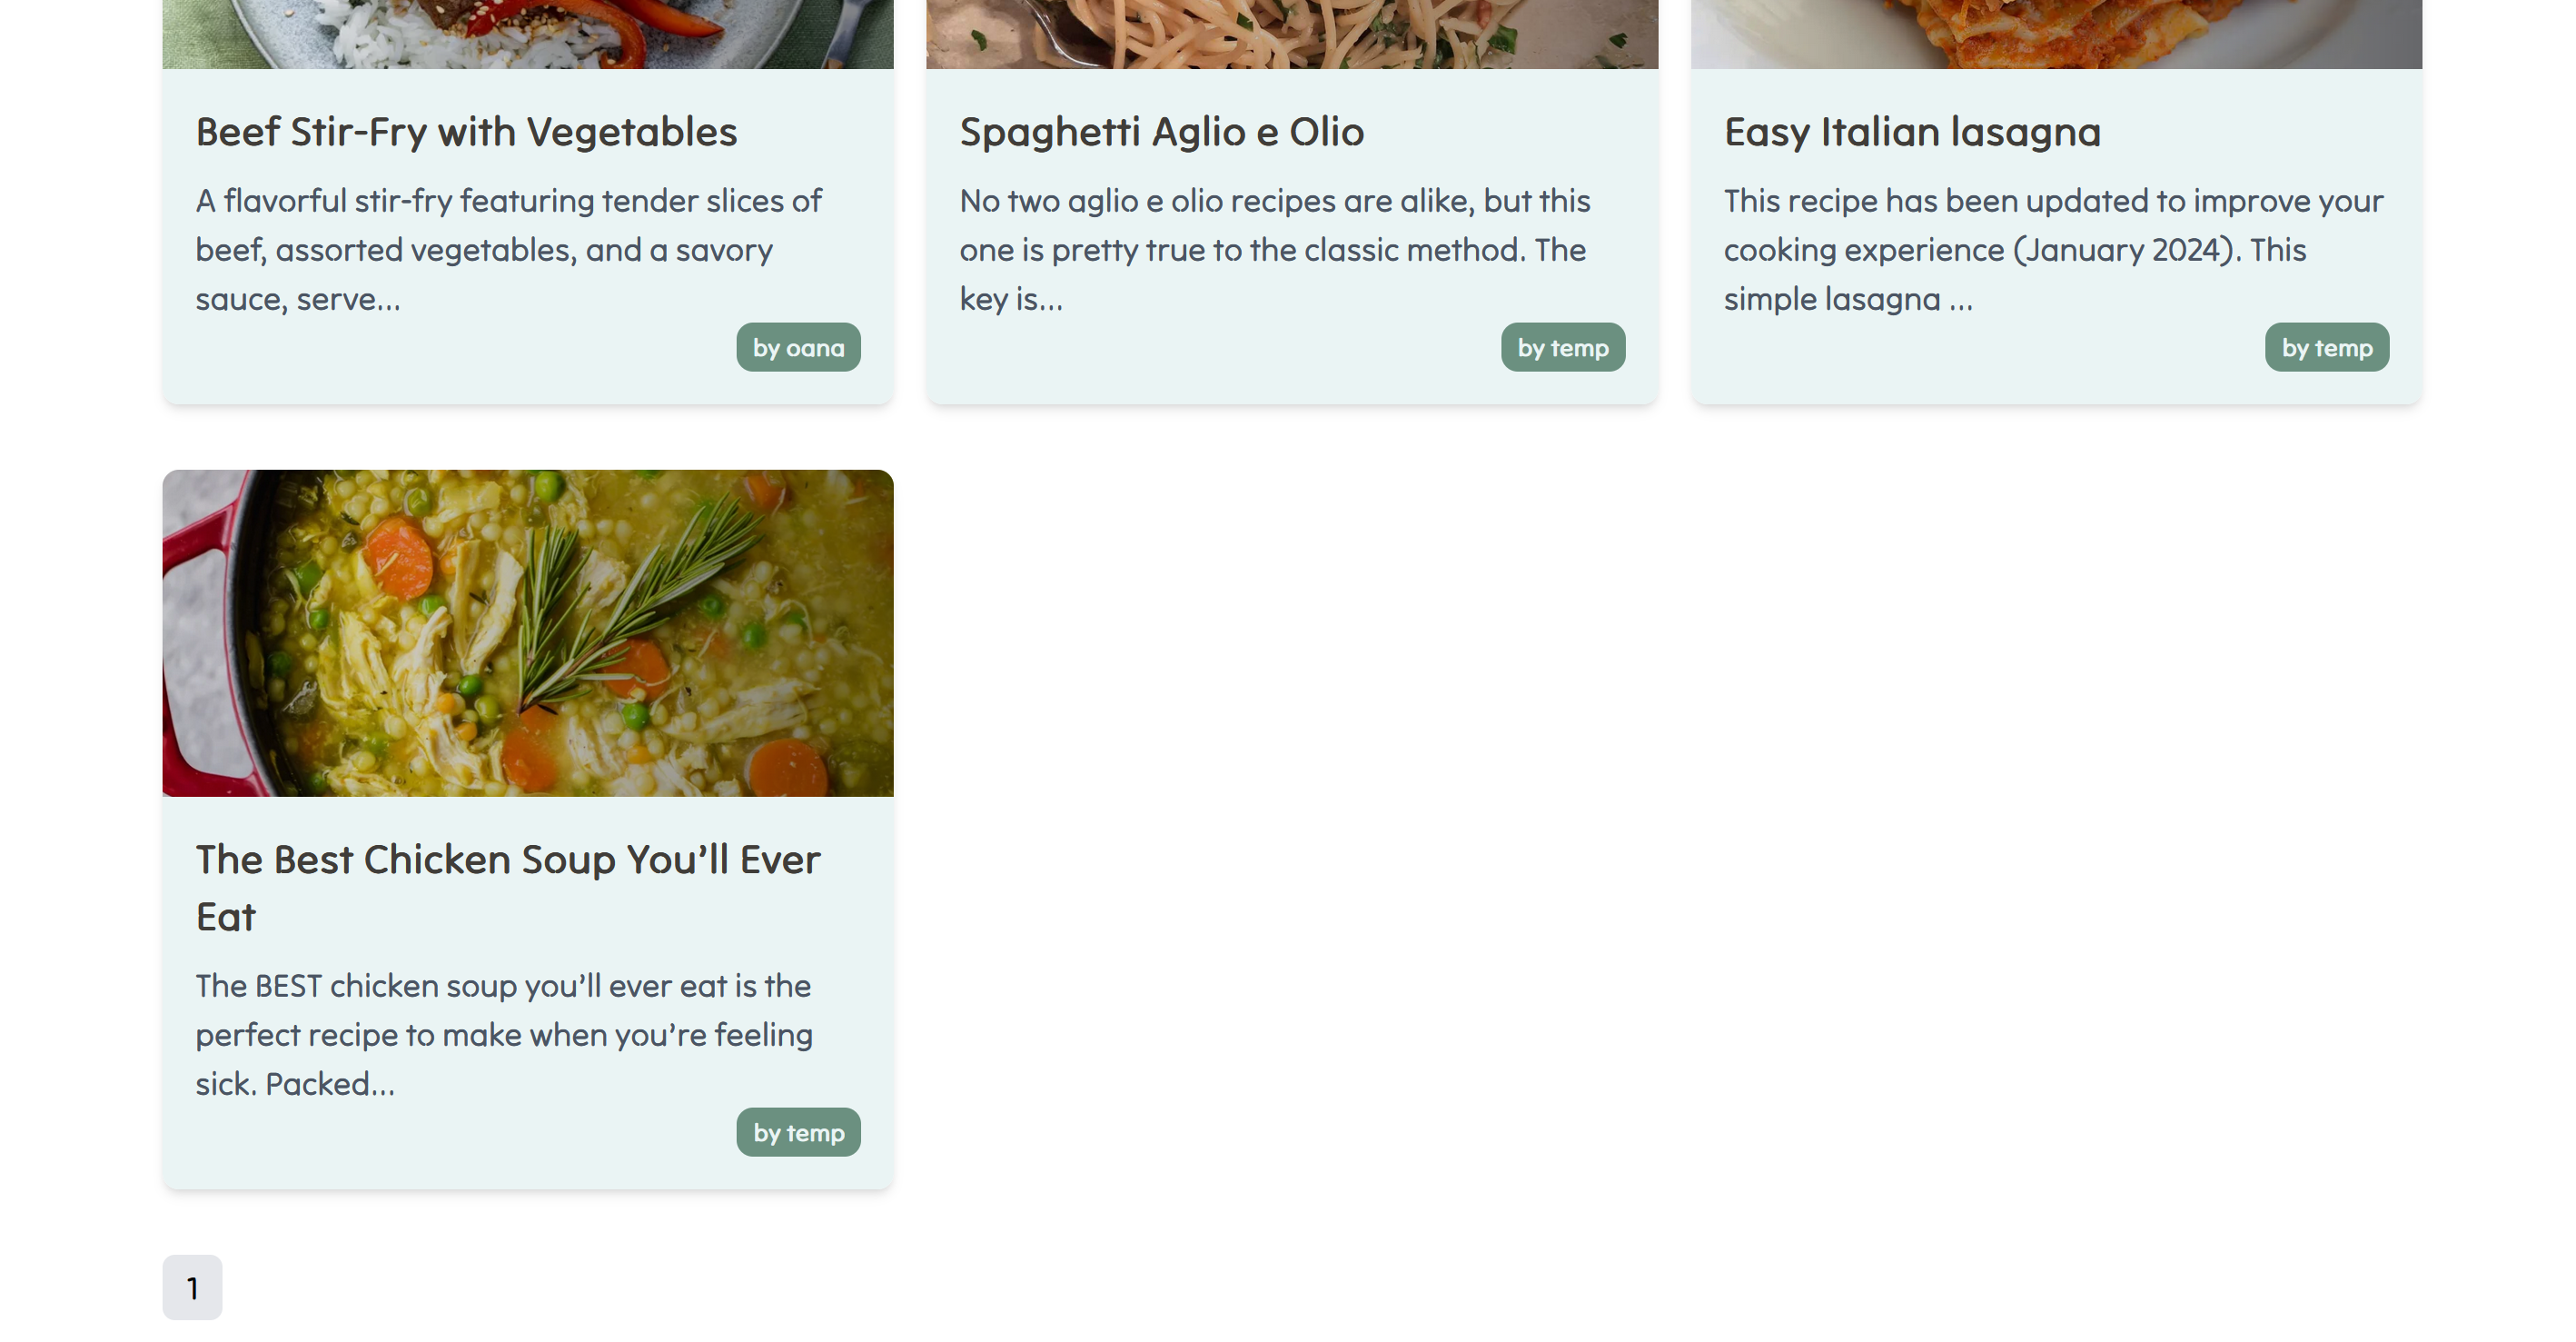 Beef Stir-Fry with Vegetables
A flavorful stir-fry featuring tender slices of
beef, assorted vegetables, and a savory
sauce, serve...
by oana
Spaghetti Aglio e Olio
No two aglio e olio recipes are alike, but this
one is pretty true to the classic method. The
key is...
by temp
Easy Italian lasagna
This recipe has been updated to improve your
cooking experience (January 2024). This
simple lasagna ...
by temp
The Best Chicken Soup You’ll Ever
Eat
The BEST chicken soup you’ll ever eat is the
perfect recipe to make when you’re feeling
sick. Packed...
by temp
1